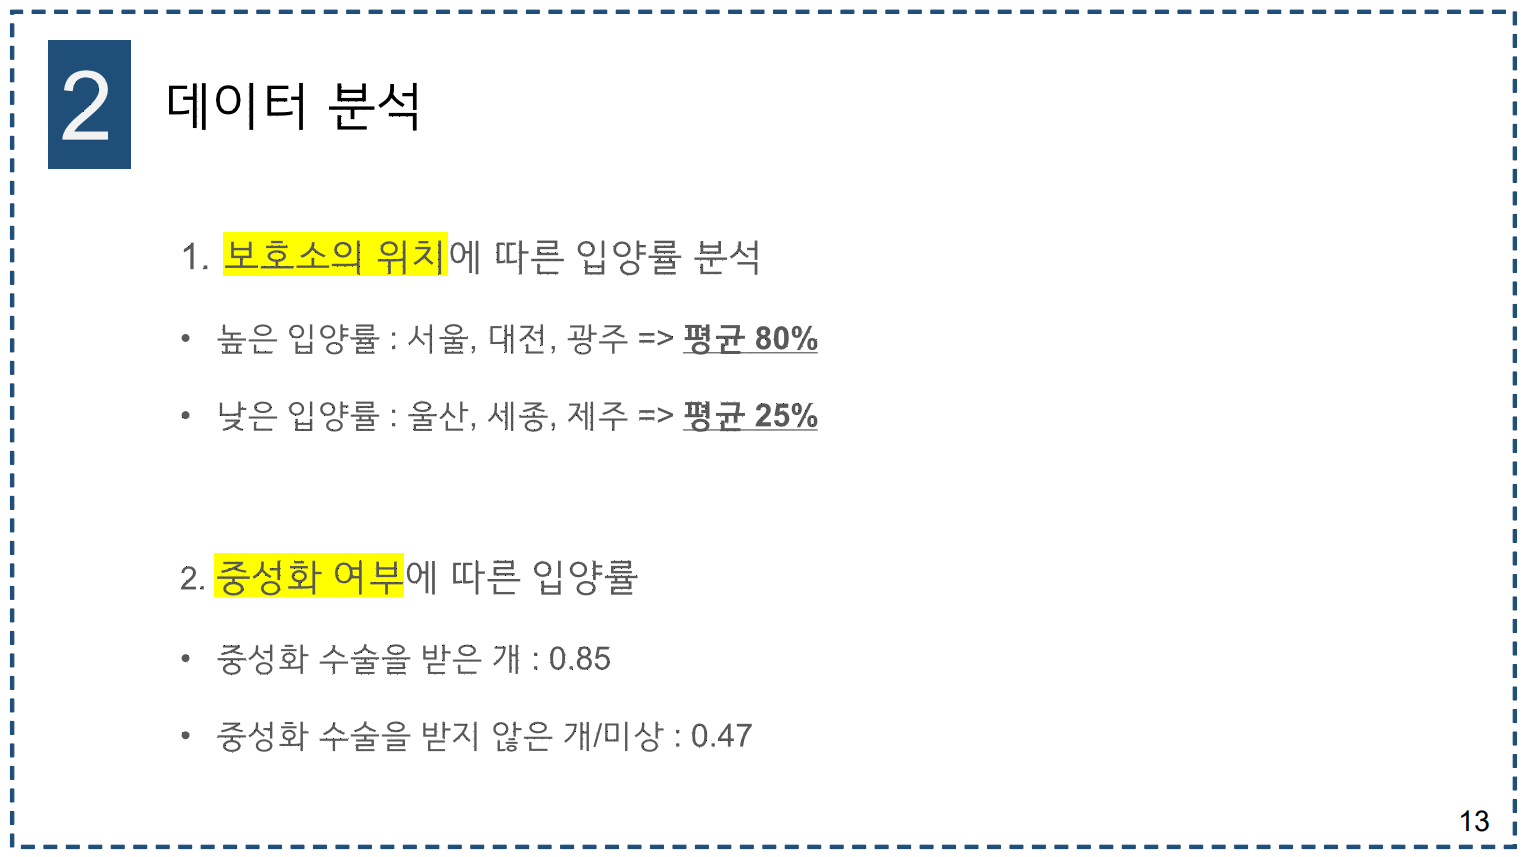 2
데이터 분석
1. 보호소의 위치에 따른 입양률 분석
• 높은 입양률 : 서울, 대전, 광주 => 평균 80%
• 낮은 입양률 : 울산, 세종, 제주 => 평균 25%
2. 중성화 여부에 따른 입양률
• 중성화 수술을 받은 개 : 0.85
• 중성화 수술을 받지 않은 개/미상 : 0.47
13